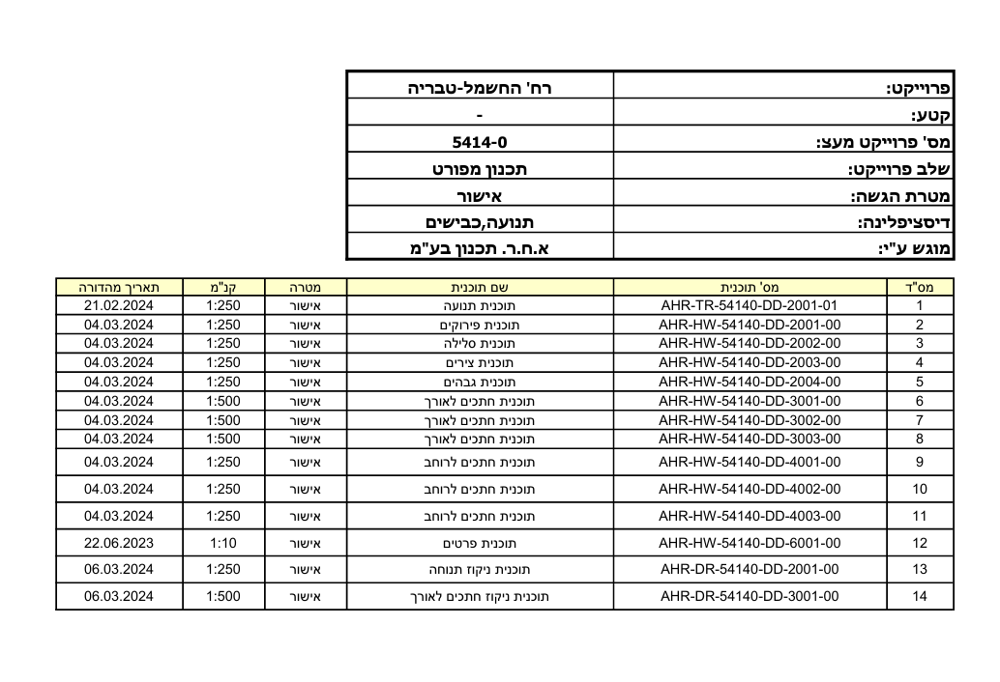 פרוייקט: רח' החשמל-טבריה
קטע: -
מס' פרוייקט מעצ: 5414-0
שלב פרוייקט: תכנון מפורט
מטרת הגשה: אישור
דיסציפלינה: תנועה,כבישים
מוגש ע"י: א.ח.ר. תכנון בע"מ
מס"ד מס' תוכנית שם תוכנית מטרה קנ"מ תאריך מהדורה
1 AHR-TR-54140-DD-2001-01 תוכנית תנועה אישור 1:250 21.02.2024
2 AHR-HW-54140-DD-2001-00 תוכנית פירוקים אישור 1:250 04.03.2024
3 AHR-HW-54140-DD-2002-00 תוכנית סלילה אישור 1:250 04.03.2024
4 AHR-HW-54140-DD-2003-00 תוכנית צירים אישור 1:250 04.03.2024
5 AHR-HW-54140-DD-2004-00 תוכנית גבהים אישור 1:250 04.03.2024
6 AHR-HW-54140-DD-3001-00 תוכנית חתכים לאורך אישור 1:500 04.03.2024
7 AHR-HW-54140-DD-3002-00 תוכנית חתכים לאורך אישור 1:500 04.03.2024
8 AHR-HW-54140-DD-3003-00 תוכנית חתכים לאורך אישור 1:500 04.03.2024
9 AHR-HW-54140-DD-4001-00 תוכנית חתכים לרוחב אישור 1:250 04.03.2024
10 AHR-HW-54140-DD-4002-00 תוכנית חתכים לרוחב אישור 1:250 04.03.2024
11 AHR-HW-54140-DD-4003-00 תוכנית חתכים לרוחב אישור 1:250 04.03.2024
12 AHR-HW-54140-DD-6001-00 תוכנית פרטים אישור 1:10 22.06.2023
13 AHR-DR-54140-DD-2001-00 תוכנית ניקוז תנוחה אישור 1:250 06.03.2024
14 AHR-DR-54140-DD-3001-00 תוכנית ניקוז חתכים לאורך אישור 1:500 06.03.2024